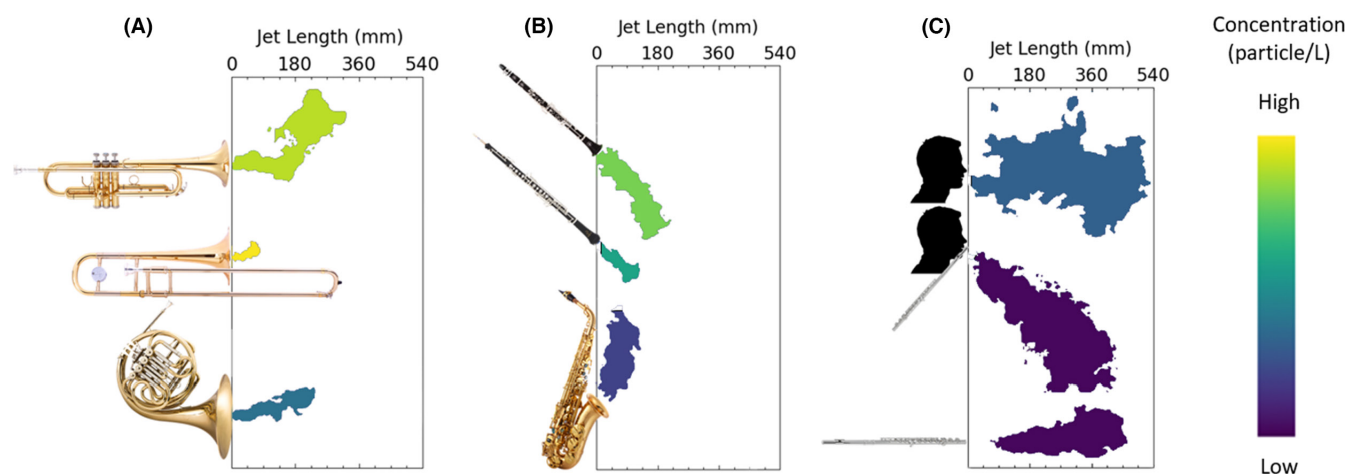 (A)
Jet Length (mm)
0 180 360 540
(B)
Jet Length (mm)
0 180 360 540
(C)
Jet Length (mm)
0 180 360 540
Concentration
(particle/L)
High
Low